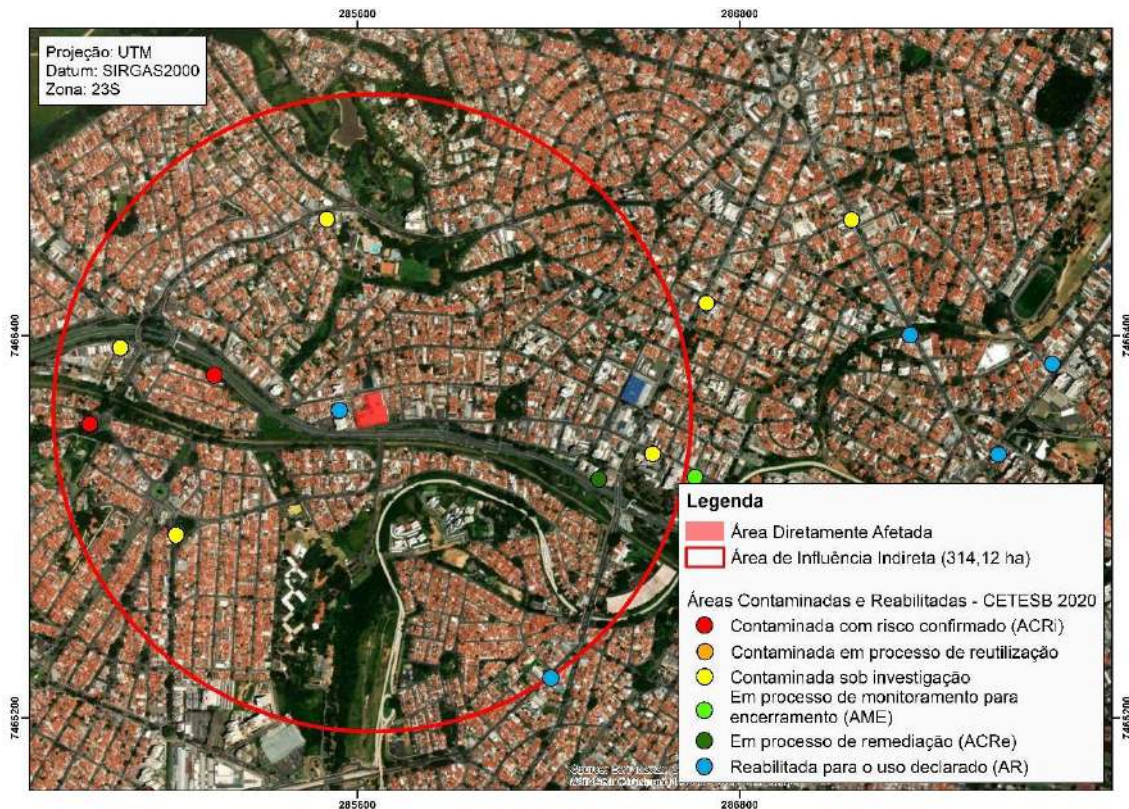 285600
286800
Projeção: UTM
Datum: SIRGAS2000
Zona: 23S
7466400
7466400
Legenda
Área Diretamente Afetada
Área de Influência Indireta (314,12 ha)
Áreas Contaminadas e Reabilitadas - CETESB 2020
Contaminada com risco confirmado (ACRi)
Contaminada em processo de reutilização
Contaminada sob investigação
Em processo de monitoramento para
encerramento (AME)
Em processo de remediação (ACRe)
Reabilitada para o uso declarado (AR)
7465200
7465200
285600
286800